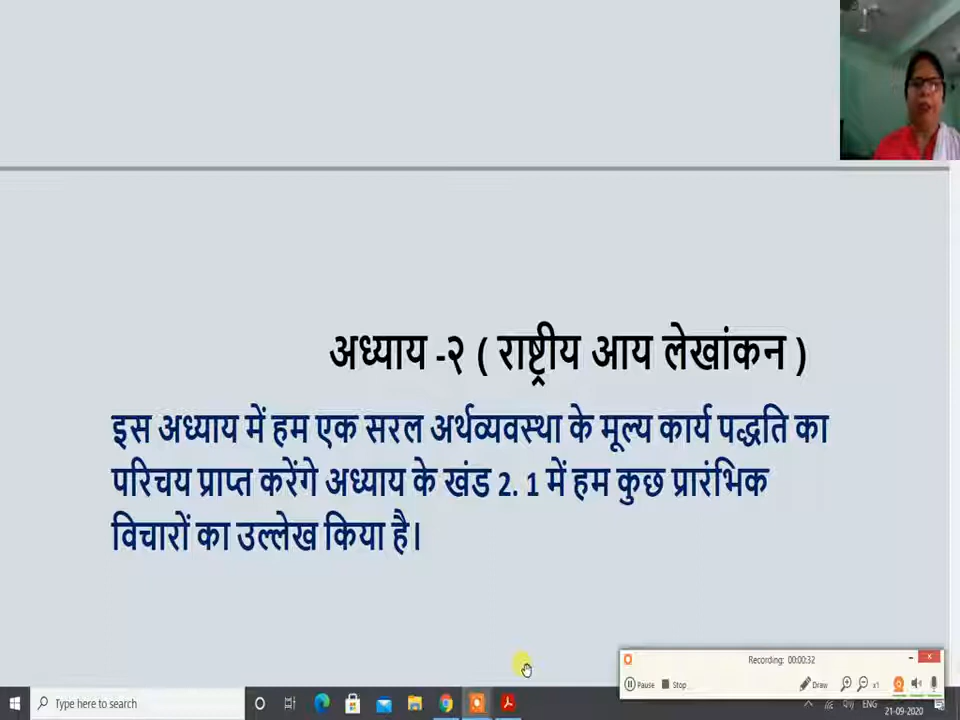 अध्याय -२ ( राष्ट्रीय आय लेखांकन )
इस अध्याय में हम एक सरल अर्थव्यवस्था के मूल्य कार्य पद्धति का
परिचय प्राप्त करेंगे अध्याय के खंड 2. 1 में हम कुछ प्रारंभिक
विचारों का उल्लेख किया है।
Recording: 00:00:32
Pause Stop Draw x1
Type here to search
ENG
21-09-2020